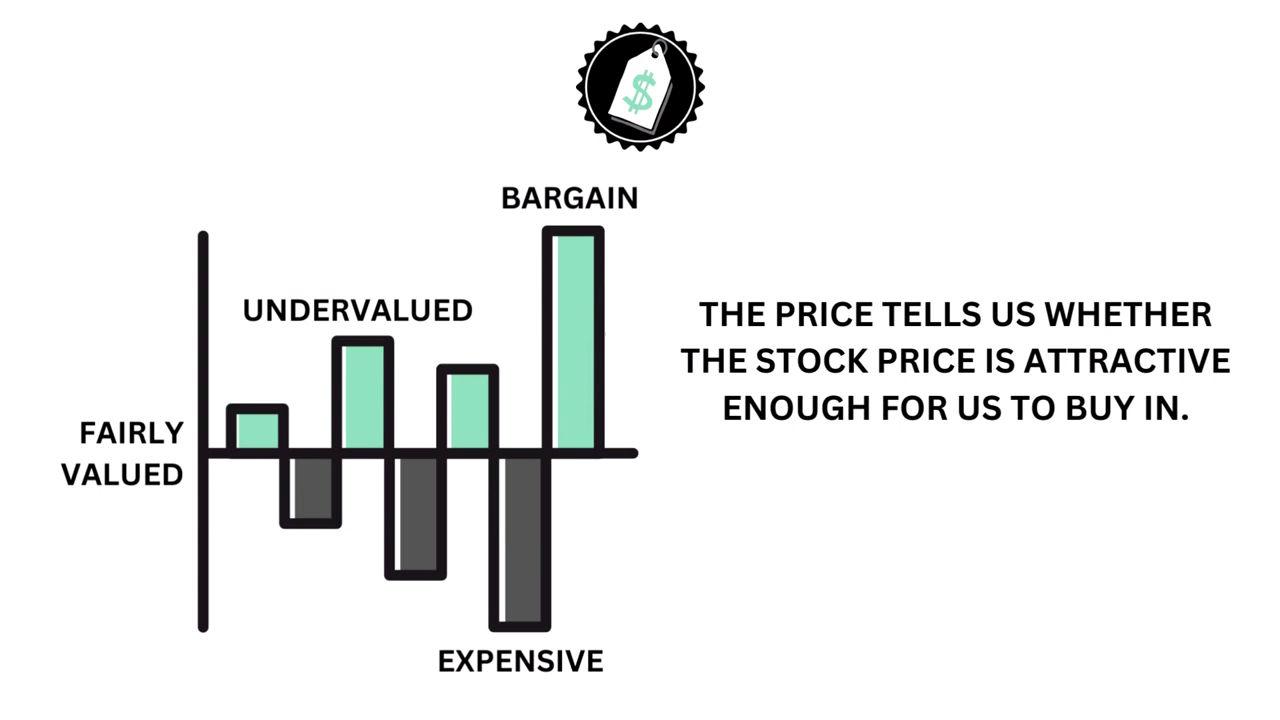 $
BARGAIN
UNDERVALUED
FAIRLY
VALUED
EXPENSIVE
THE PRICE TELLS US WHETHER
THE STOCK PRICE IS ATTRACTIVE
ENOUGH FOR US TO BUY IN.